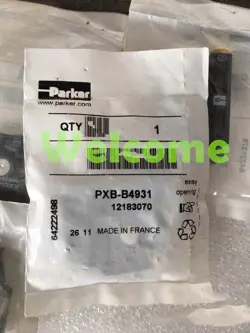 Parker
www.parker.com
QTY
1
Welcome
PXB-B4931
12183070
easy
opening
64222498
26 11 MADE IN FRANCE